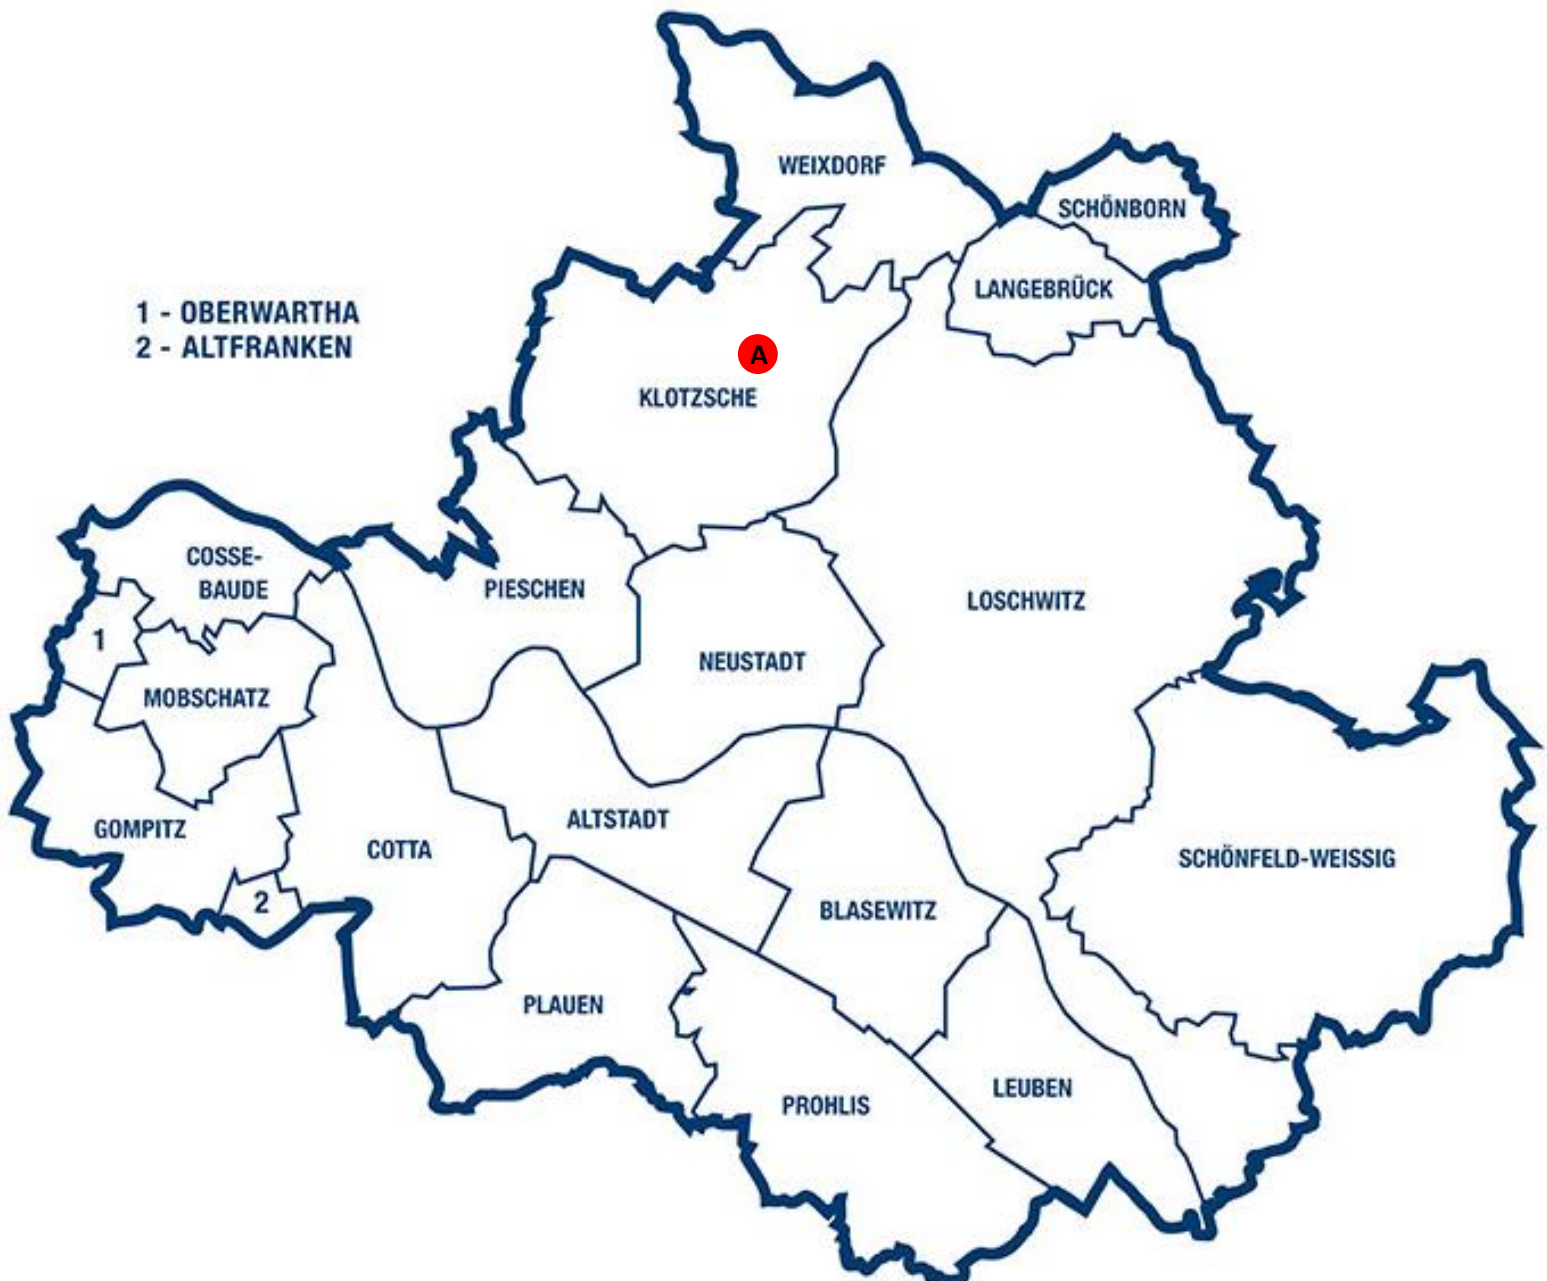 WEIXDORF
SCHÖNBORN
LANGEBRÜCK
1 - OBERWARTHA
2 - ALTFRANKEN
A
KLOTZSCHE
COSSE-
BAUDE
PIESCHEN
LOSCHWITZ
1
NEUSTADT
MOBSCHATZ
ALTSTADT
GOMPITZ
COTTA
SCHÖNFELD-WEISSIG
2
BLASEWITZ
PLAUEN
LEUBEN
PROHLIS